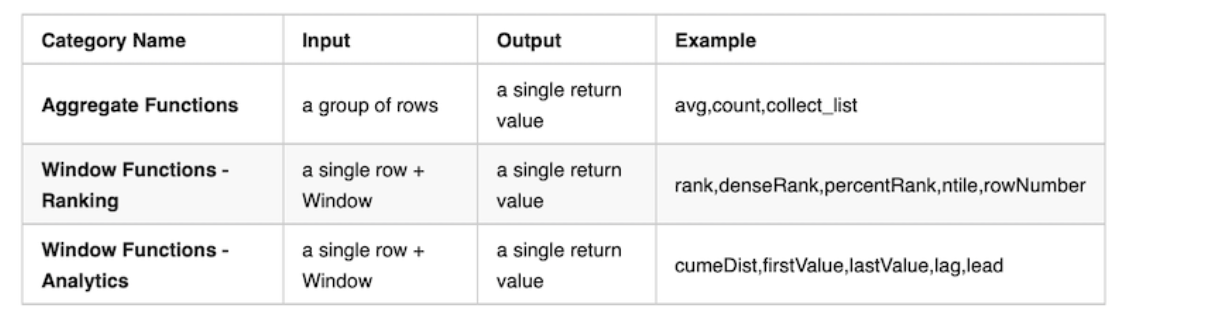 Category Name Input Output Example
Aggregate Functions a group of rows a single return value avg,count,collect_list
Window Functions - Ranking a single row + Window a single return value rank,denseRank,percentRank,ntile,rowNumber
Window Functions - Analytics a single row + Window a single return value cumeDist,firstValue,lastValue,lag,lead